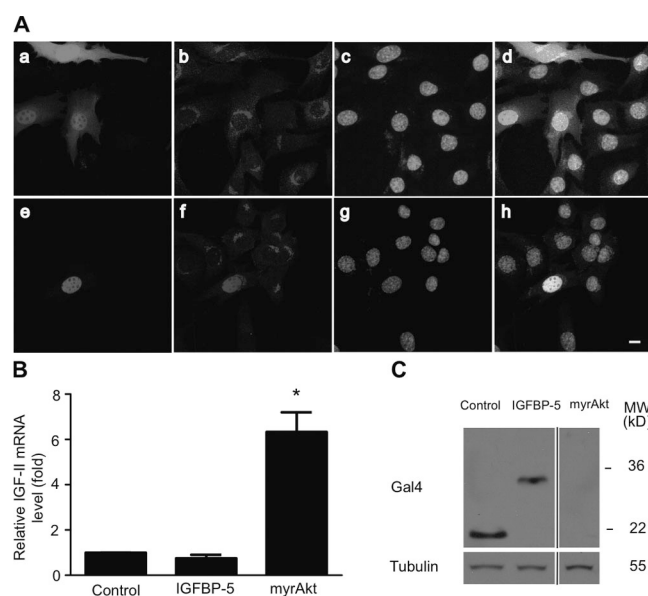 A
a b c d
e f g h
B
C
*
8
6
4
2
0
Relative IGF-II mRNA
level (fold)
Control IGFBP-5 myrAkt
Control IGFBP-5 myrAkt MW
(kD)
Gal4
– 36
– 22
Tubulin 55